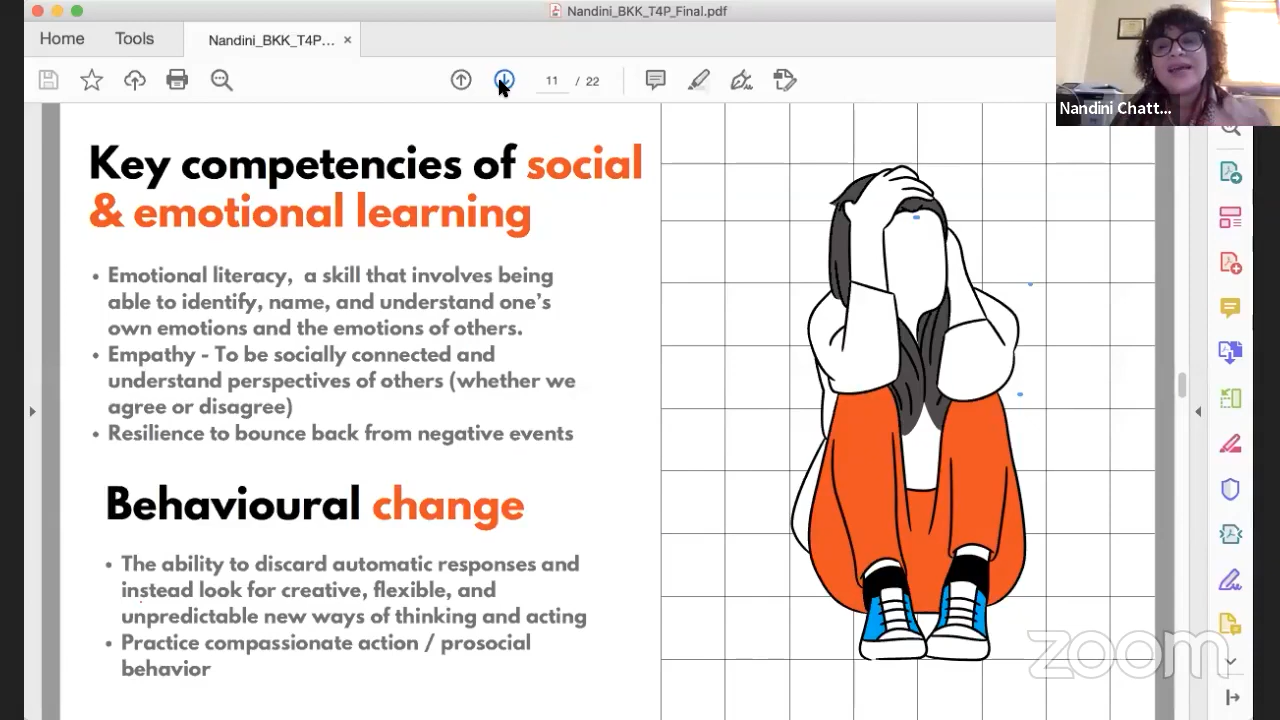 Nandini_BKK_T4P_Final.pdf
Home
Tools
Nandini_BKK_T4P...
×
11 / 22
Nandini Chatt...
Key competencies of social
& emotional learning
• Emotional literacy, a skill that involves being
able to identify, name, and understand one's
own emotions and the emotions of others.
• Empathy - To be socially connected and
understand perspectives of others (whether we
agree or disagree)
• Resilience to bounce back from negative events
Behavioural change
• The ability to discard automatic responses and
instead look for creative, flexible, and
unpredictable new ways of thinking and acting
• Practice compassionate action / prosocial
behavior
zoom